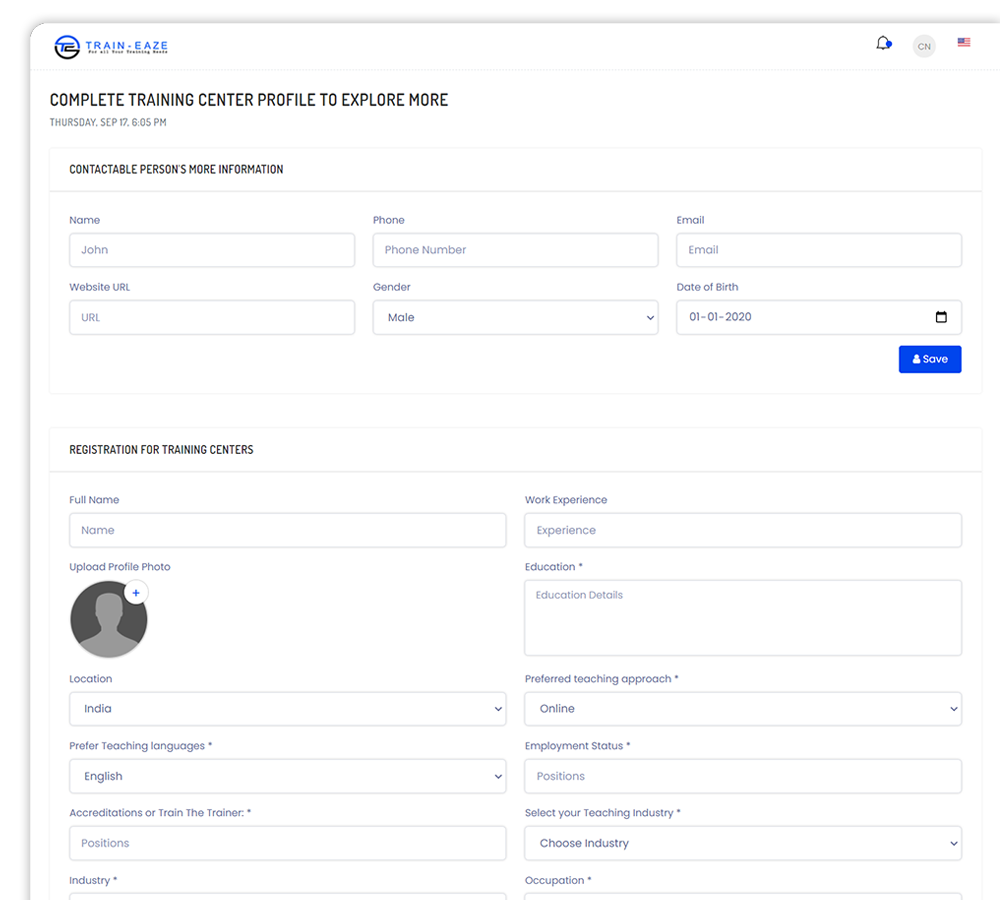 TRAIN-EAZE
For all Your Training Needs
CN
COMPLETE TRAINING CENTER PROFILE TO EXPLORE MORE
THURSDAY, SEP 17, 6:05 PM
CONTACTABLE PERSON'S MORE INFORMATION
Name Phone Email
John Phone Number Email
Website URL Gender Date of Birth
URL Male 01-01-2020
Save
REGISTRATION FOR TRAINING CENTERS
Full Name Work Experience
Name Experience
Upload Profile Photo Education *
+ Education Details
Location Preferred teaching approach *
India Online
Prefer Teaching languages * Employment Status *
English Positions
Accreditations or Train The Trainer: * Select your Teaching Industry *
Positions Choose Industry
Industry * Occupation *